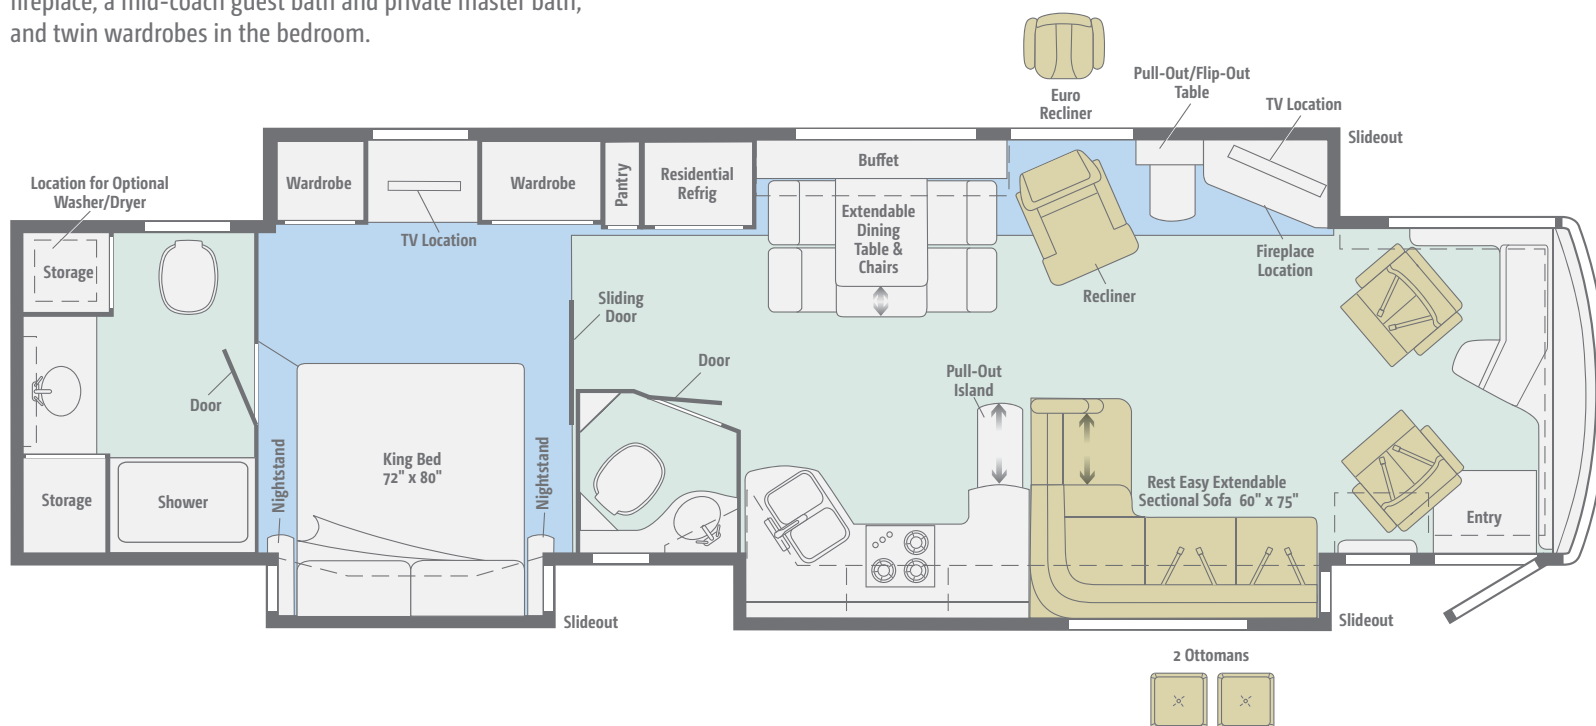 fireplace, a mid-coach guest bath and private master bath,
and twin wardrobes in the bedroom.
Euro
Recliner
Pull-Out/Flip-Out
Table
TV Location
Slideout
Location for Optional
Washer/Dryer
Wardrobe
Wardrobe
Pantry
Residential
Refrig
Buffet
TV Location
Extendable
Dining
Table &
Chairs
Storage
Fireplace
Location
Recliner
Sliding
Door
Door
Pull-Out
Island
Door
King Bed
72" x 80"
Nightstand
Nightstand
Rest Easy Extendable
Sectional Sofa 60" x 75"
Storage
Shower
Entry
Slideout
Slideout
2 Ottomans